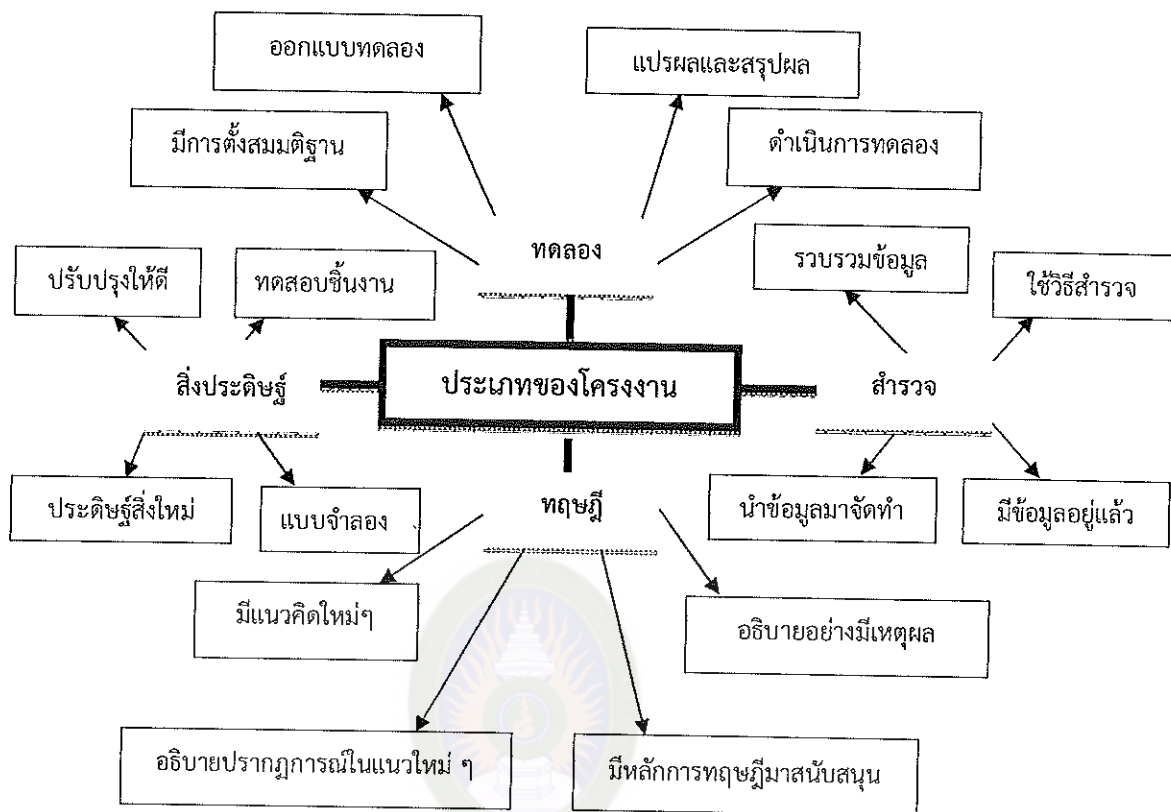 ออกแบบทดลอง
แปรผลและสรุปผล
มีการตั้งสมมติฐาน
ดำเนินการทดลอง
ทดลอง
รวบรวมข้อมูล
ปรับปรุงให้ดี
ทดสอบชิ้นงาน
ใช้วิธีสำรวจ
สิ่งประดิษฐ์
ประเภทของโครงงาน
สำรวจ
ประดิษฐ์สิ่งใหม่
แบบจำลอง
ทฤษฎี
นำข้อมูลมาจัดทำ
มีข้อมูลอยู่แล้ว
มีแนวคิดใหม่ๆ
อธิบายอย่างมีเหตุผล
อธิบายปรากฏการณ์ในแนวใหม่ ๆ
มีหลักการทฤษฎีมาสนับสนุน